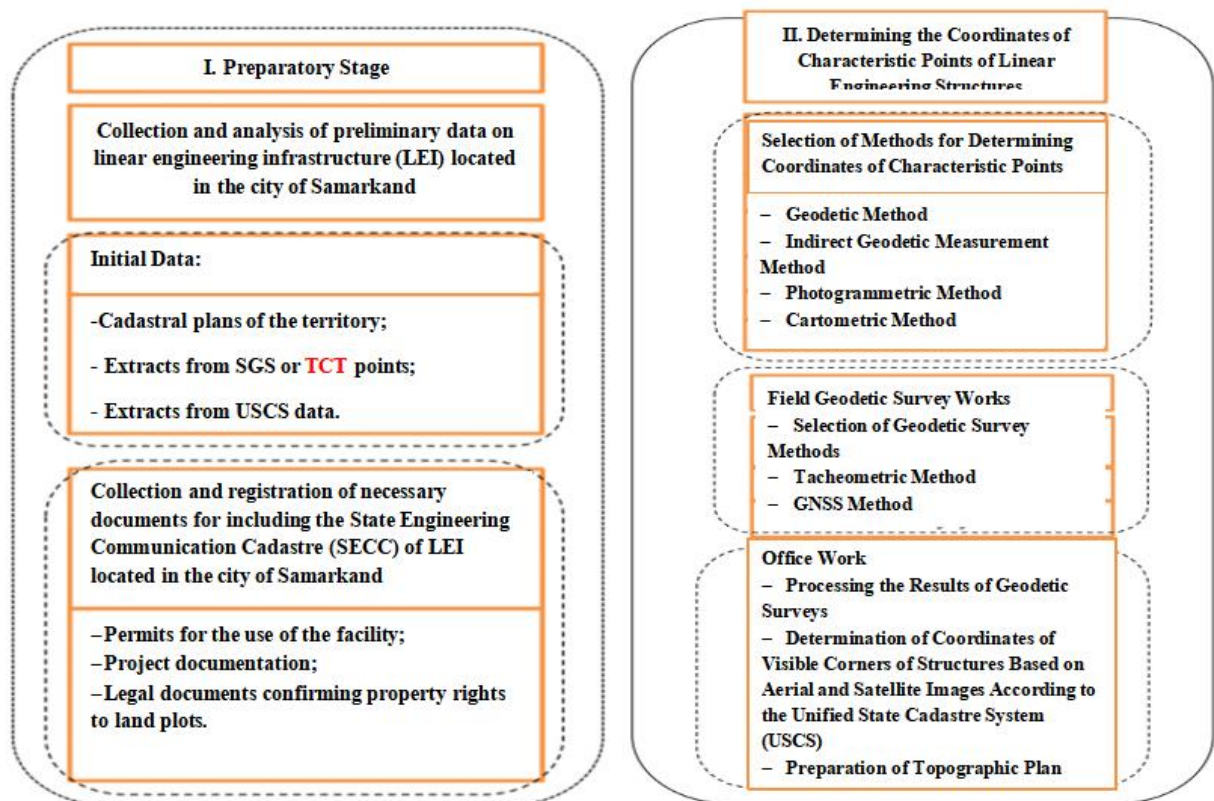 I. Preparatory Stage
Collection and analysis of preliminary data on
linear engineering infrastructure (LEI) located
in the city of Samarkand
Initial Data:
-Cadastral plans of the territory;
- Extracts from SGS or TCT points;
- Extracts from USCS data.
Collection and registration of necessary
documents for including the State Engineering
Communication Cadastre (SECC) of LEI
located in the city of Samarkand
–Permits for the use of the facility;
–Project documentation;
–Legal documents confirming property rights
to land plots.
II. Determining the Coordinates of
Characteristic Points of Linear
Engineering Structures
Selection of Methods for Determining
Coordinates of Characteristic Points
– Geodetic Method
– Indirect Geodetic Measurement
Method
– Photogrammetric Method
– Cartometric Method
Field Geodetic Survey Works
– Selection of Geodetic Survey
Methods
– Tacheometric Method
– GNSS Method
Office Work
– Processing the Results of Geodetic
Surveys
– Determination of Coordinates of
Visible Corners of Structures Based on
Aerial and Satellite Images According to
the Unified State Cadastre System
(USCS)
– Preparation of Topographic Plan